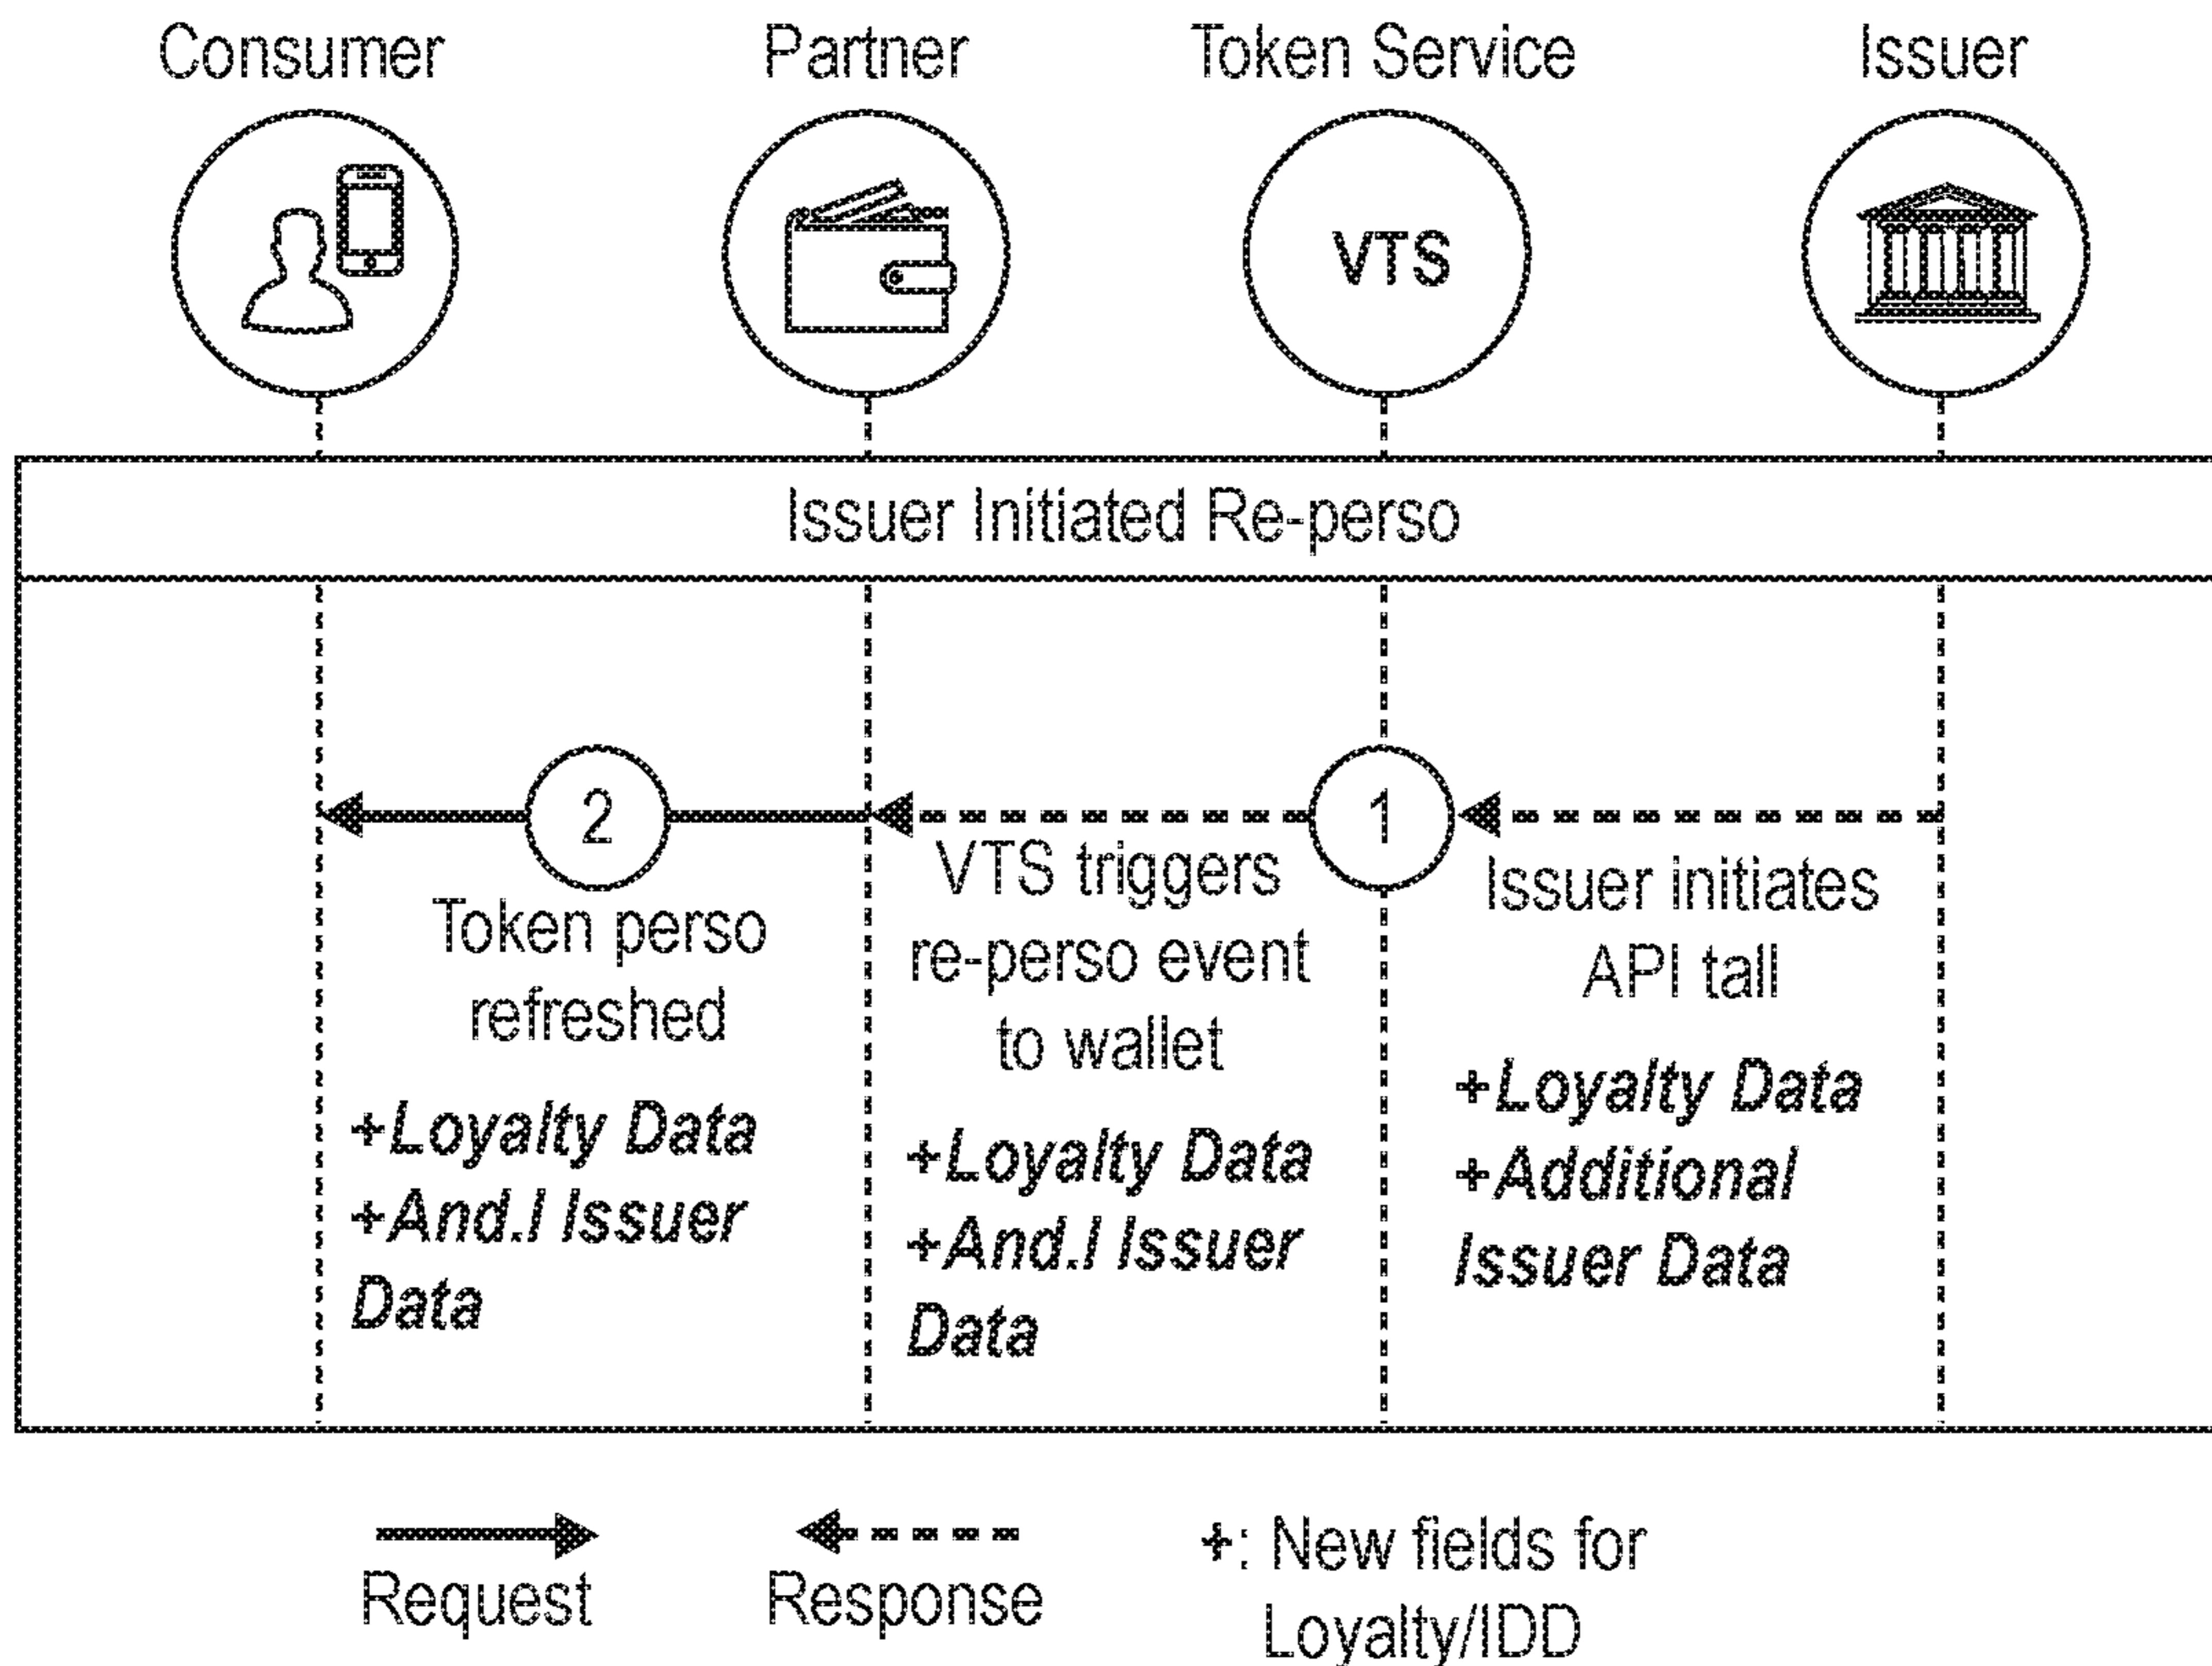 Consumer
Partner
Token Service
Issuer
VTS
Issuer Initiated Re-perso
2
Token perso
refreshed
+Loyalty Data
+And.l Issuer
Data
VTS triggers
re-perso event
to wallet
+Loyalty Data
+And.l Issuer
Data
1
Issuer initiates
API tall
+Loyalty Data
+Additional
Issuer Data
Request
Response
+: New fields for
Loyalty/IDD